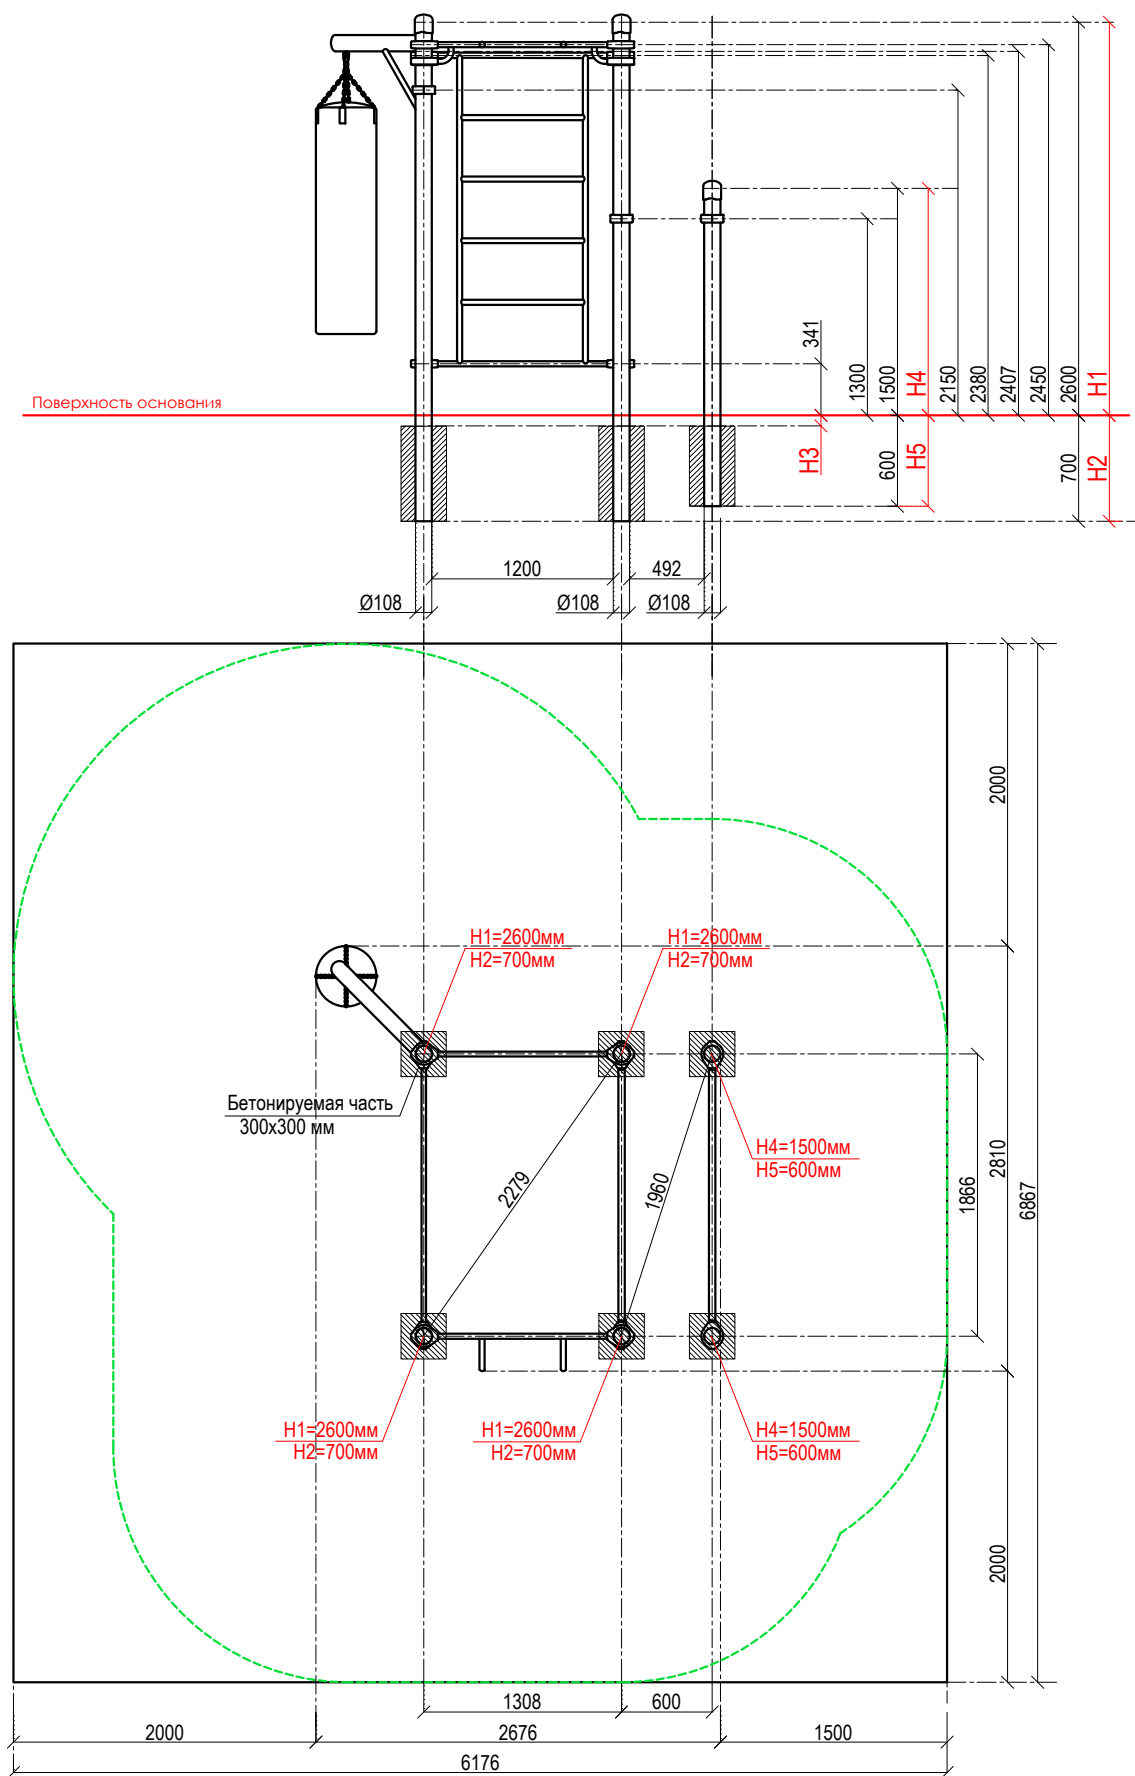 341
1300
1500
H4
2150
2380
2407
2450
2600
H1
Поверхность основания
H3
600
H5
700
H2
1200
492
Ø108
Ø108
Ø108
2000
H1=2600мм
H2=700мм
H1=2600мм
H2=700мм
Бетонируемая часть
300х300 мм
H4=1500мм
H5=600мм
2279
1960
1866
2810
6867
H1=2600мм
H2=700мм
H1=2600мм
H2=700мм
H4=1500мм
H5=600мм
2000
1308
600
2000
2676
1500
6176